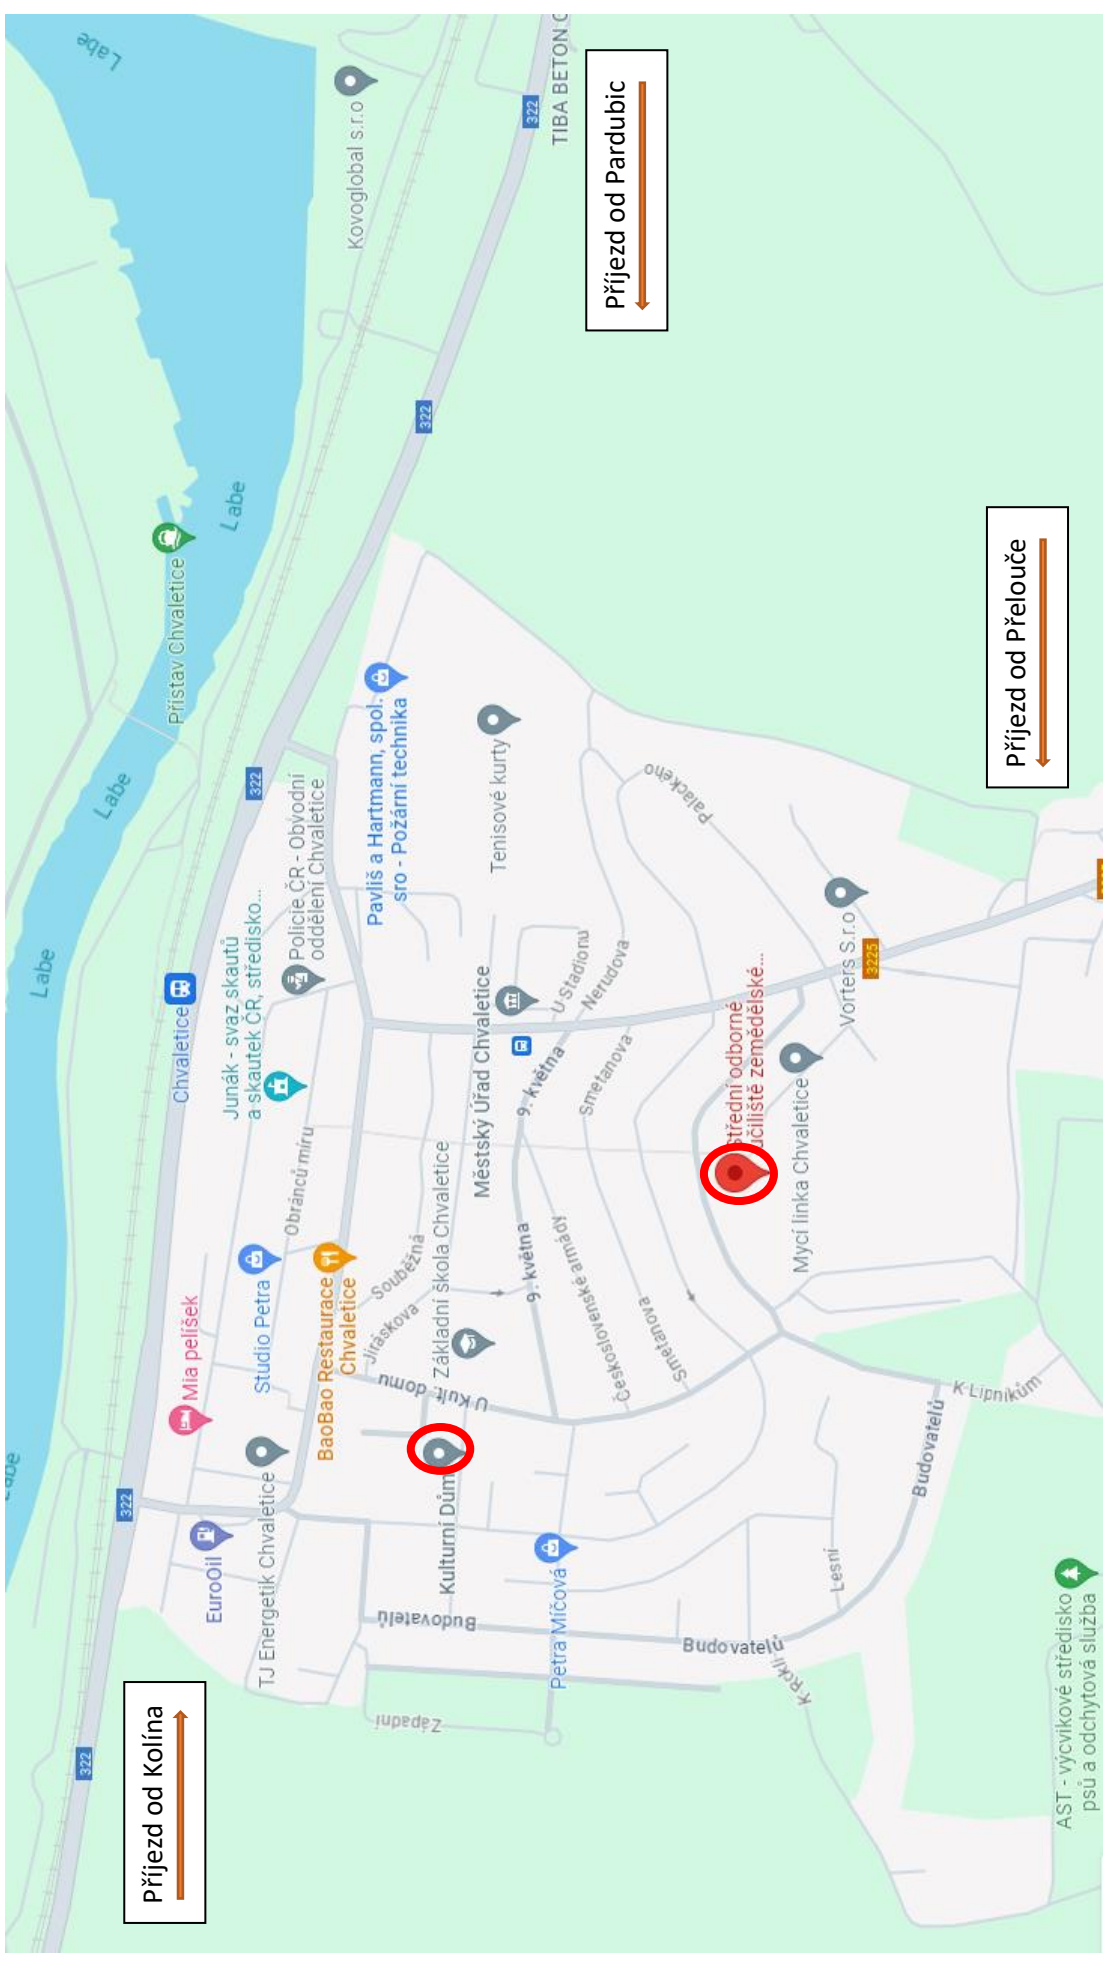 Labe
Kovoglobal s.r.o
322
TIBA BETON
Příjezd od Pardubic
322
Labe
Přístav Chvaletice
Labe
Labe
322
Chvaletice
Policie ČR - Obvodní
oddělení Chvaletice
Junák - svaz skautů
a skautek ČR, středisko...
Pavliš a Hartmann, spol.
sro - Požární technika
Tenisové kurty
Palackého
Příjezd od Přelouče
Městský Úřad Chvaletice
U Stadionu
Nerudova
9. května
Smetanova
Střední odborné
učiliště zemědělské...
Vorters S.r.o
3225
Mycí linka Chvaletice
Obránců míru
Mia pelíšek
Studio Petra
BaoBao Restaurace
Chvaletice
Souběžná
Jiráskova
Základní škola Chvaletice
U Kult. domu
9. května
Československé armády
Smetanova
322
EuroOil
TJ Energetik Chvaletice
Kulturní Dům
Petra Míčová
Budovatelů
Budovatelů
Budovatelů
K Lipníkům
Lesní
K Rokli
Západní
AST - výcvikové středisko
psů a odchytová služba
322
Příjezd od Kolína